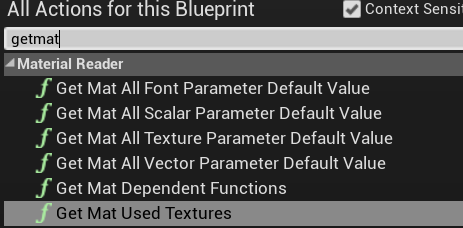 All Actions for this Blueprint
Context Sensit
getmat
Material Reader
Get Mat All Font Parameter Default Value
Get Mat All Scalar Parameter Default Value
Get Mat All Texture Parameter Default Value
Get Mat All Vector Parameter Default Value
Get Mat Dependent Functions
Get Mat Used Textures